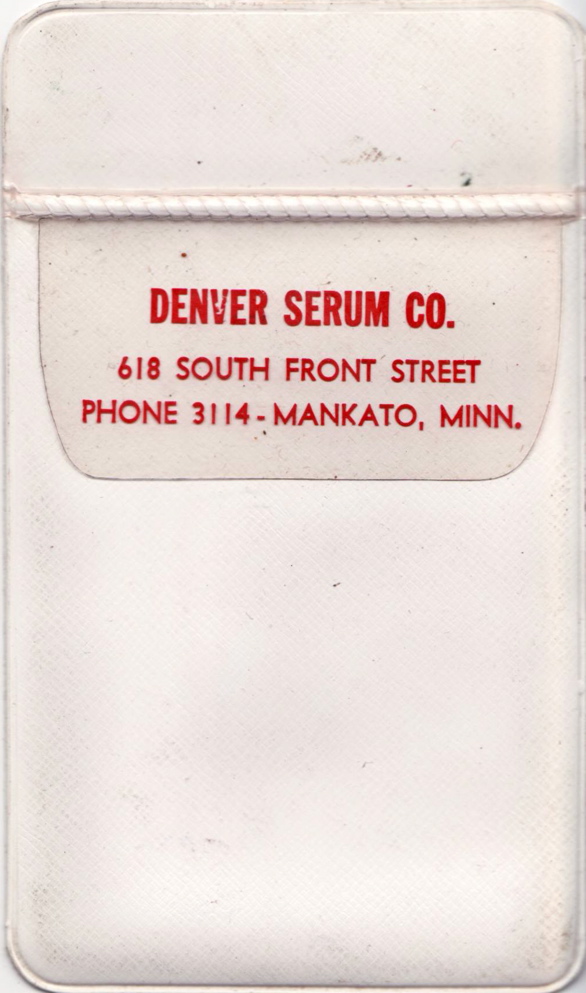 DENVER SERUM CO.
618 SOUTH FRONT STREET
PHONE 3114 - MANKATO, MINN.